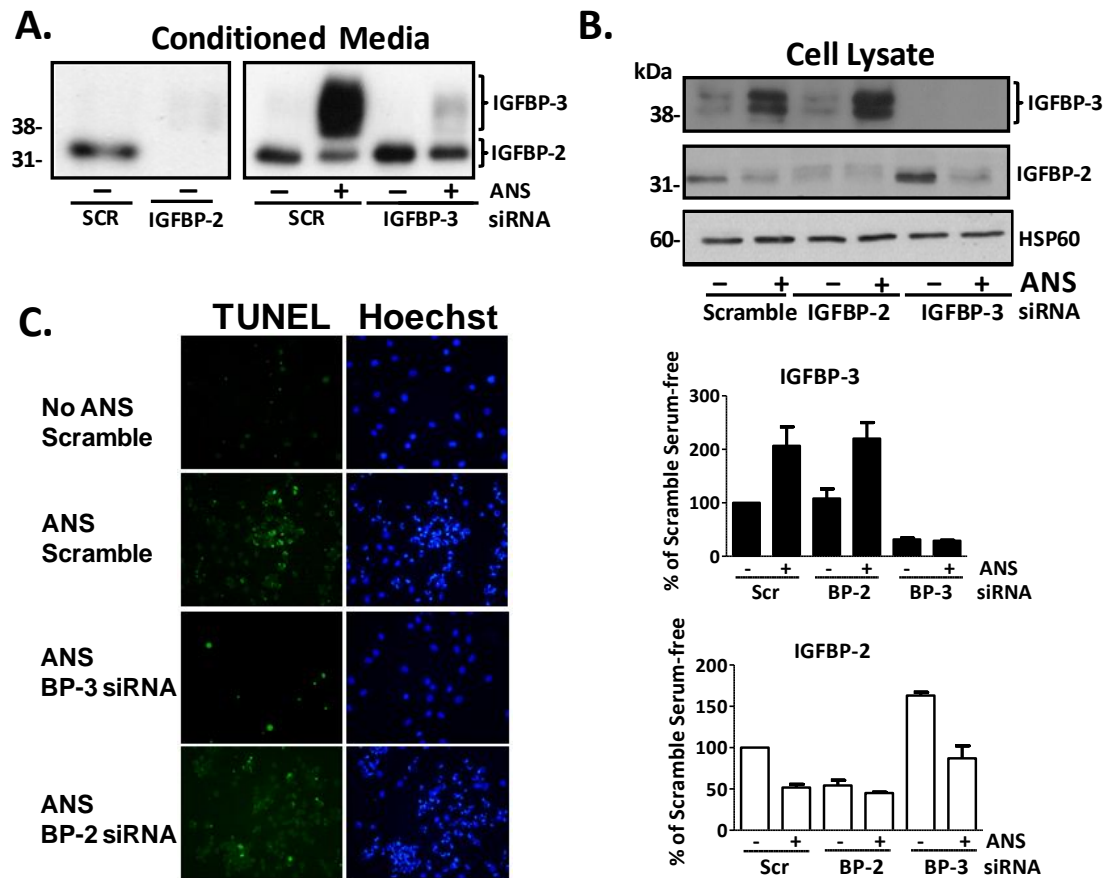 A.
Conditioned Media
38-
31-
IGFBP-3
IGFBP-2
− − − + − + ANS
SCR IGFBP-2 SCR IGFBP-3 siRNA
B.
Cell Lysate
kDa
38-
IGFBP-3
31-
IGFBP-2
60-
HSP60
− + − + − + ANS
Scramble IGFBP-2 IGFBP-3 siRNA
IGFBP-3
% of Scramble Serum-free
300
200
100
0
- + - + - + ANS
Scr BP-2 BP-3 siRNA
IGFBP-2
% of Scramble Serum-free
200
150
100
50
0
- + - + - + ANS
Scr BP-2 BP-3 siRNA
C.
TUNEL Hoechst
No ANS
Scramble
ANS
Scramble
ANS
BP-3 siRNA
ANS
BP-2 siRNA